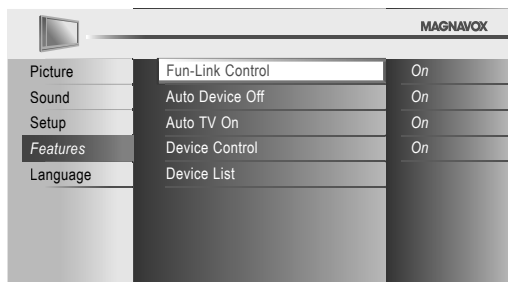 MAGNAVOX
Picture Fun-Link Control On
Sound Auto Device Off On
Setup Auto TV On On
Features Device Control On
Language Device List